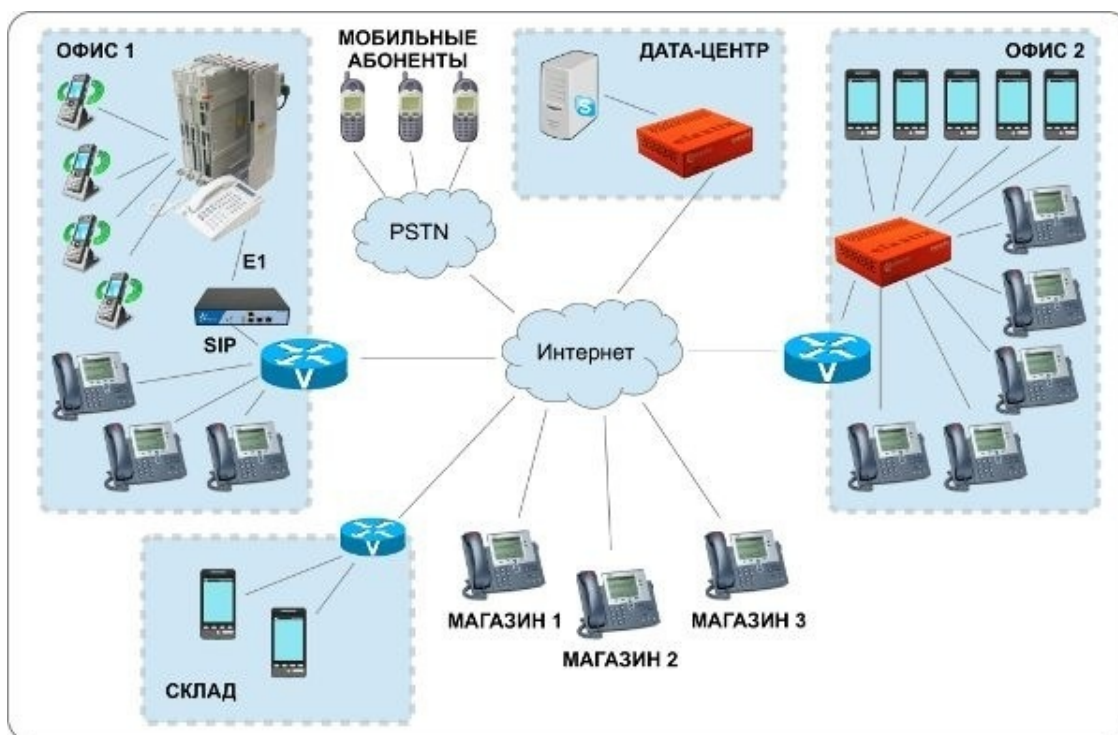 ОФИС 1
МОБИЛЬНЫЕ
АБОНЕНТЫ
ДАТА-ЦЕНТР
ОФИС 2
S
PSTN
E1
SIP
V
Интернет
V
V
МАГАЗИН 1
МАГАЗИН 2
МАГАЗИН 3
СКЛАД